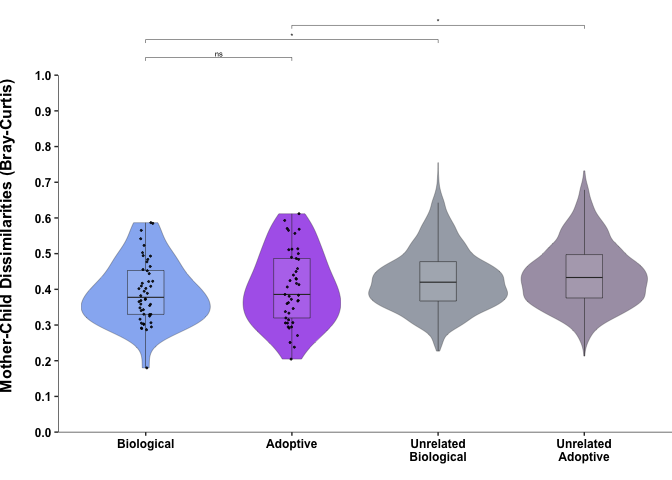 *
*
ns
Mother-Child Dissimilarities (Bray-Curtis)
1.0
0.9
0.8
0.7
0.6
0.5
0.4
0.3
0.2
0.1
0.0
Biological
Adoptive
Unrelated
Biological
Unrelated
Adoptive